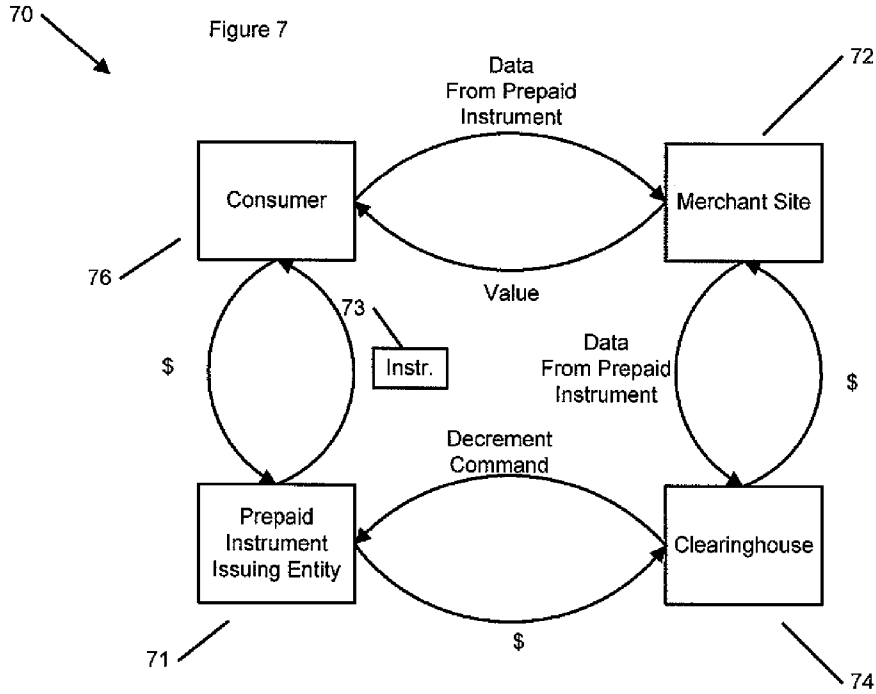 70
Figure 7
Data
From Prepaid
Instrument
72
Consumer
Merchant Site
76
Value
73
$
Instr.
Data
From Prepaid
Instrument
$
Decrement
Command
Prepaid
Instrument
Issuing Entity
Clearinghouse
71
$
74